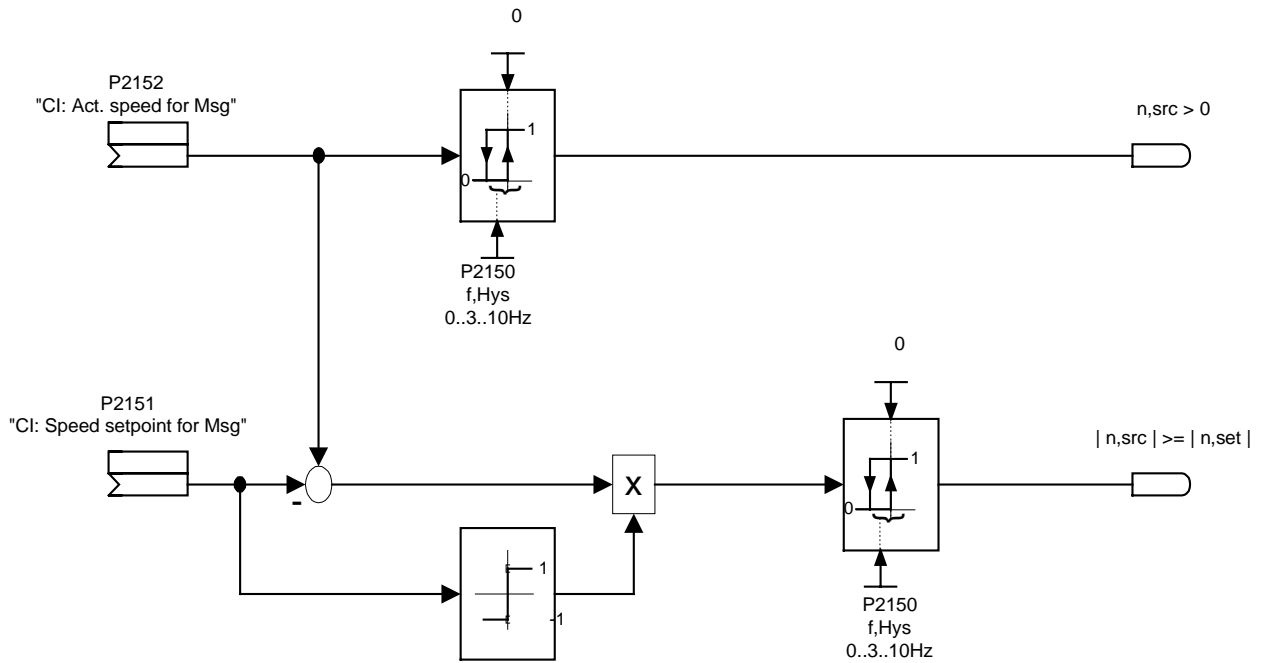 0
P2152
"CI: Act. speed for Msg"
n,src > 0
1
0
P2150
f,Hys
0..3..10Hz
0
P2151
"CI: Speed setpoint for Msg"
| n,src | >= | n,set |
1
X
-
0
1
-1
P2150
f,Hys
0..3..10Hz